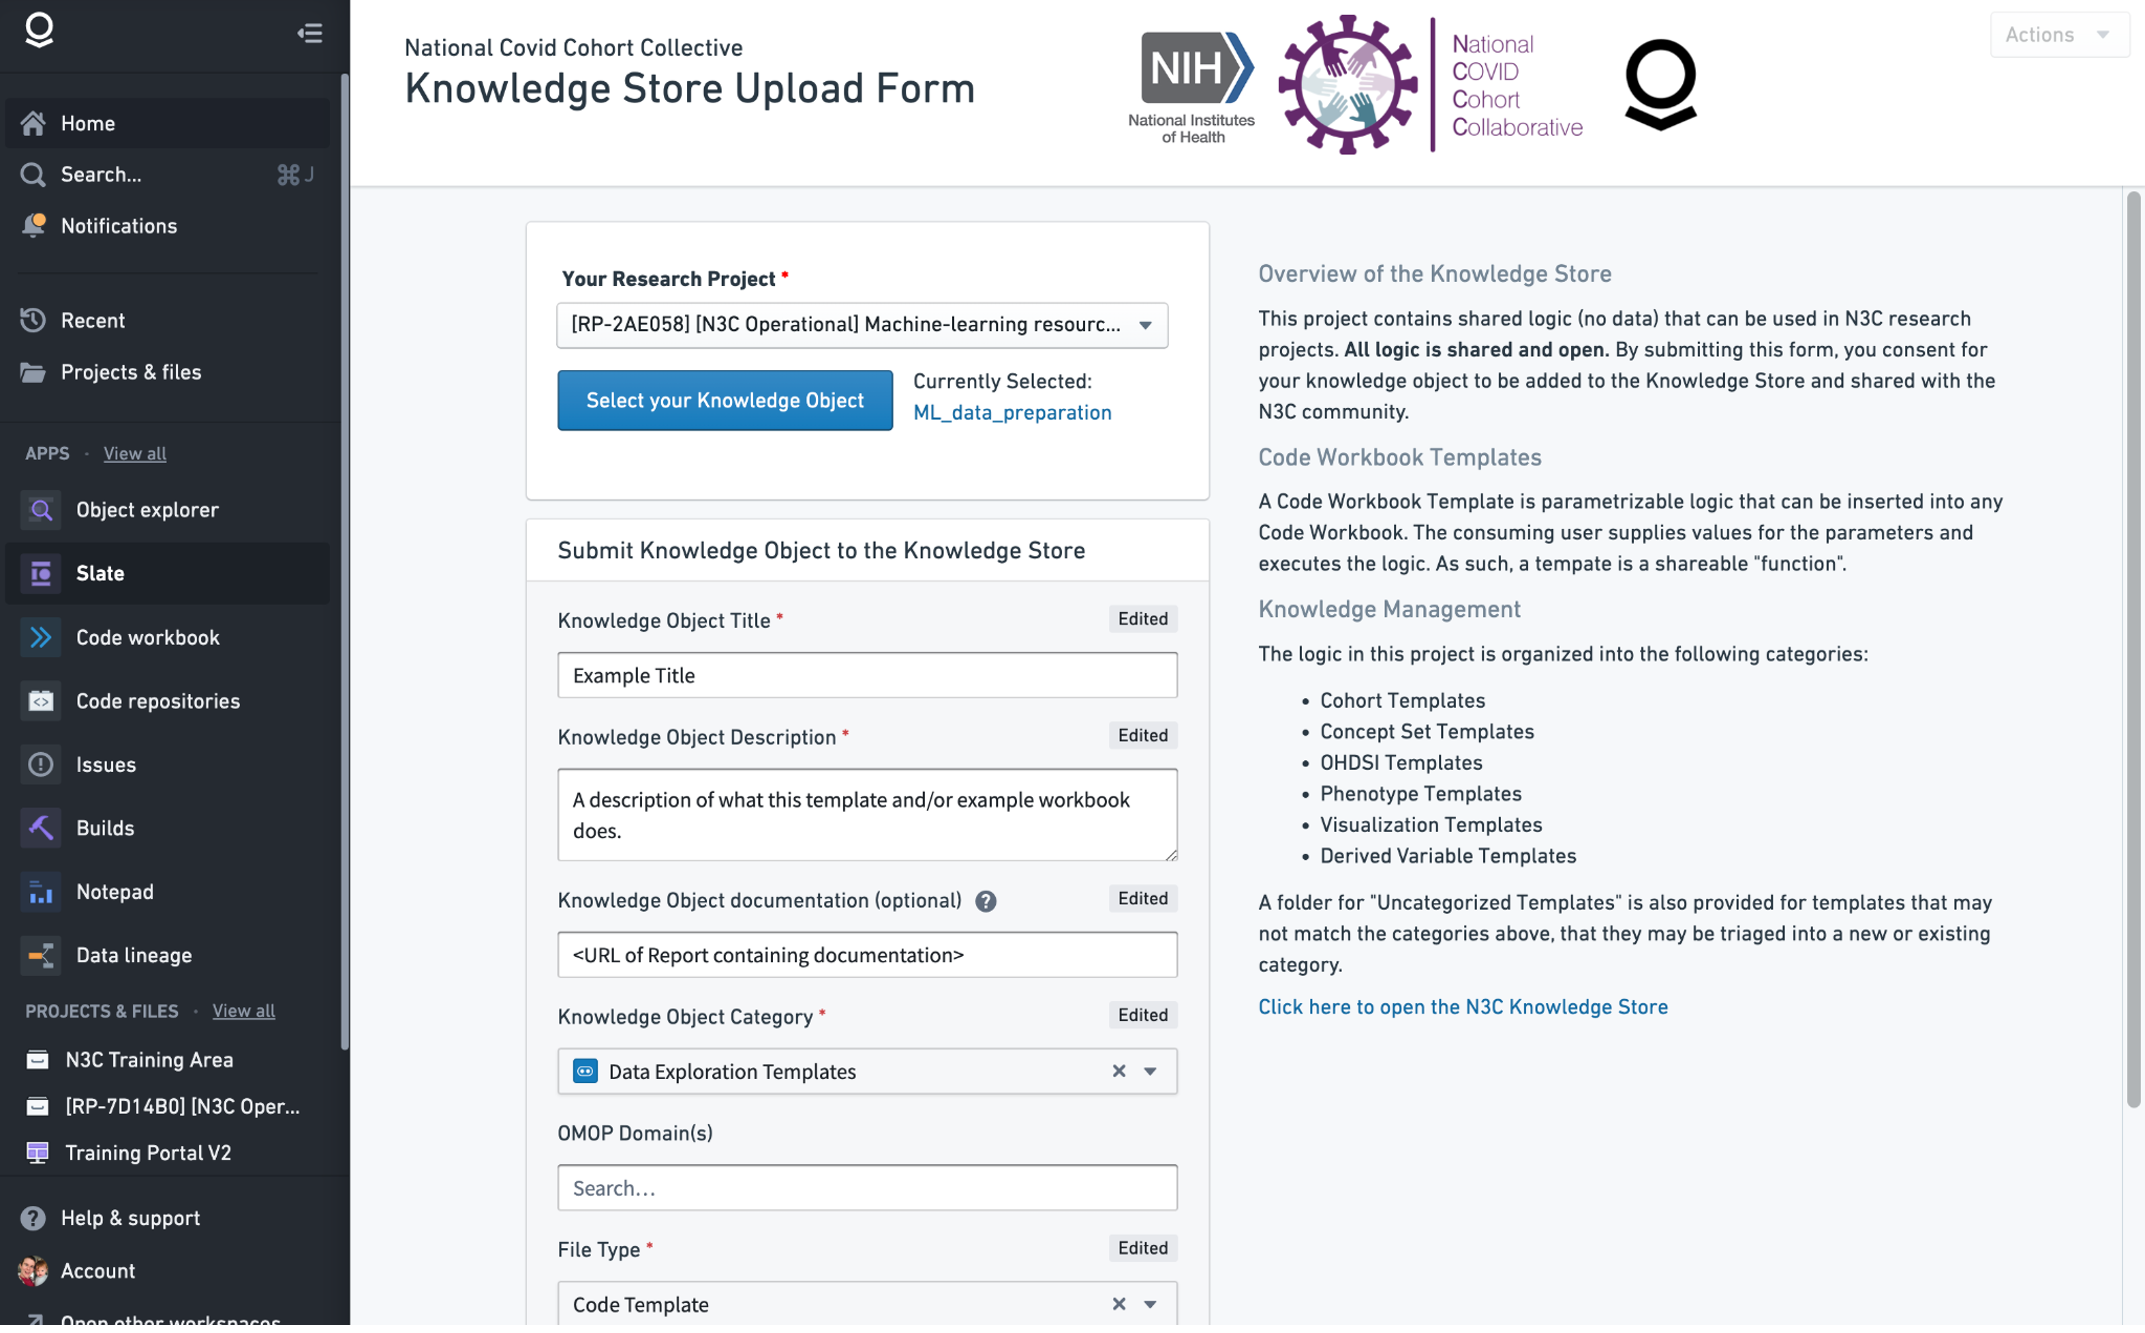 Home
Search...
⌘J
Notifications
Recent
Projects & files
APPS · View all
Object explorer
Slate
Code workbook
Code repositories
Issues
Builds
Notepad
Data lineage
PROJECTS & FILES · View all
N3C Training Area
[RP-7D14B0] [N3C Oper...
Training Portal V2
Help & support
Account
Open other workspaces
National Covid Cohort Collective
Knowledge Store Upload Form
NIH
National Institutes
of Health
National
COVID
Cohort
Collaborative
Actions
Your Research Project *
[RP-2AE058] [N3C Operational] Machine-learning resourc...
Select your Knowledge Object
Currently Selected:
ML_data_preparation
Submit Knowledge Object to the Knowledge Store
Knowledge Object Title *
Edited
Example Title
Knowledge Object Description *
Edited
A description of what this template and/or example workbook
does.
Knowledge Object documentation (optional) ?
Edited
<URL of Report containing documentation>
Knowledge Object Category *
Edited
Data Exploration Templates
OMOP Domain(s)
Search...
File Type *
Edited
Code Template
Overview of the Knowledge Store
This project contains shared logic (no data) that can be used in N3C research
projects. All logic is shared and open. By submitting this form, you consent for
your knowledge object to be added to the Knowledge Store and shared with the
N3C community.
Code Workbook Templates
A Code Workbook Template is parametrizable logic that can be inserted into any
Code Workbook. The consuming user supplies values for the parameters and
executes the logic. As such, a tempate is a shareable "function".
Knowledge Management
The logic in this project is organized into the following categories:
• Cohort Templates
• Concept Set Templates
• OHDSI Templates
• Phenotype Templates
• Visualization Templates
• Derived Variable Templates
A folder for "Uncategorized Templates" is also provided for templates that may
not match the categories above, that they may be triaged into a new or existing
category.
Click here to open the N3C Knowledge Store